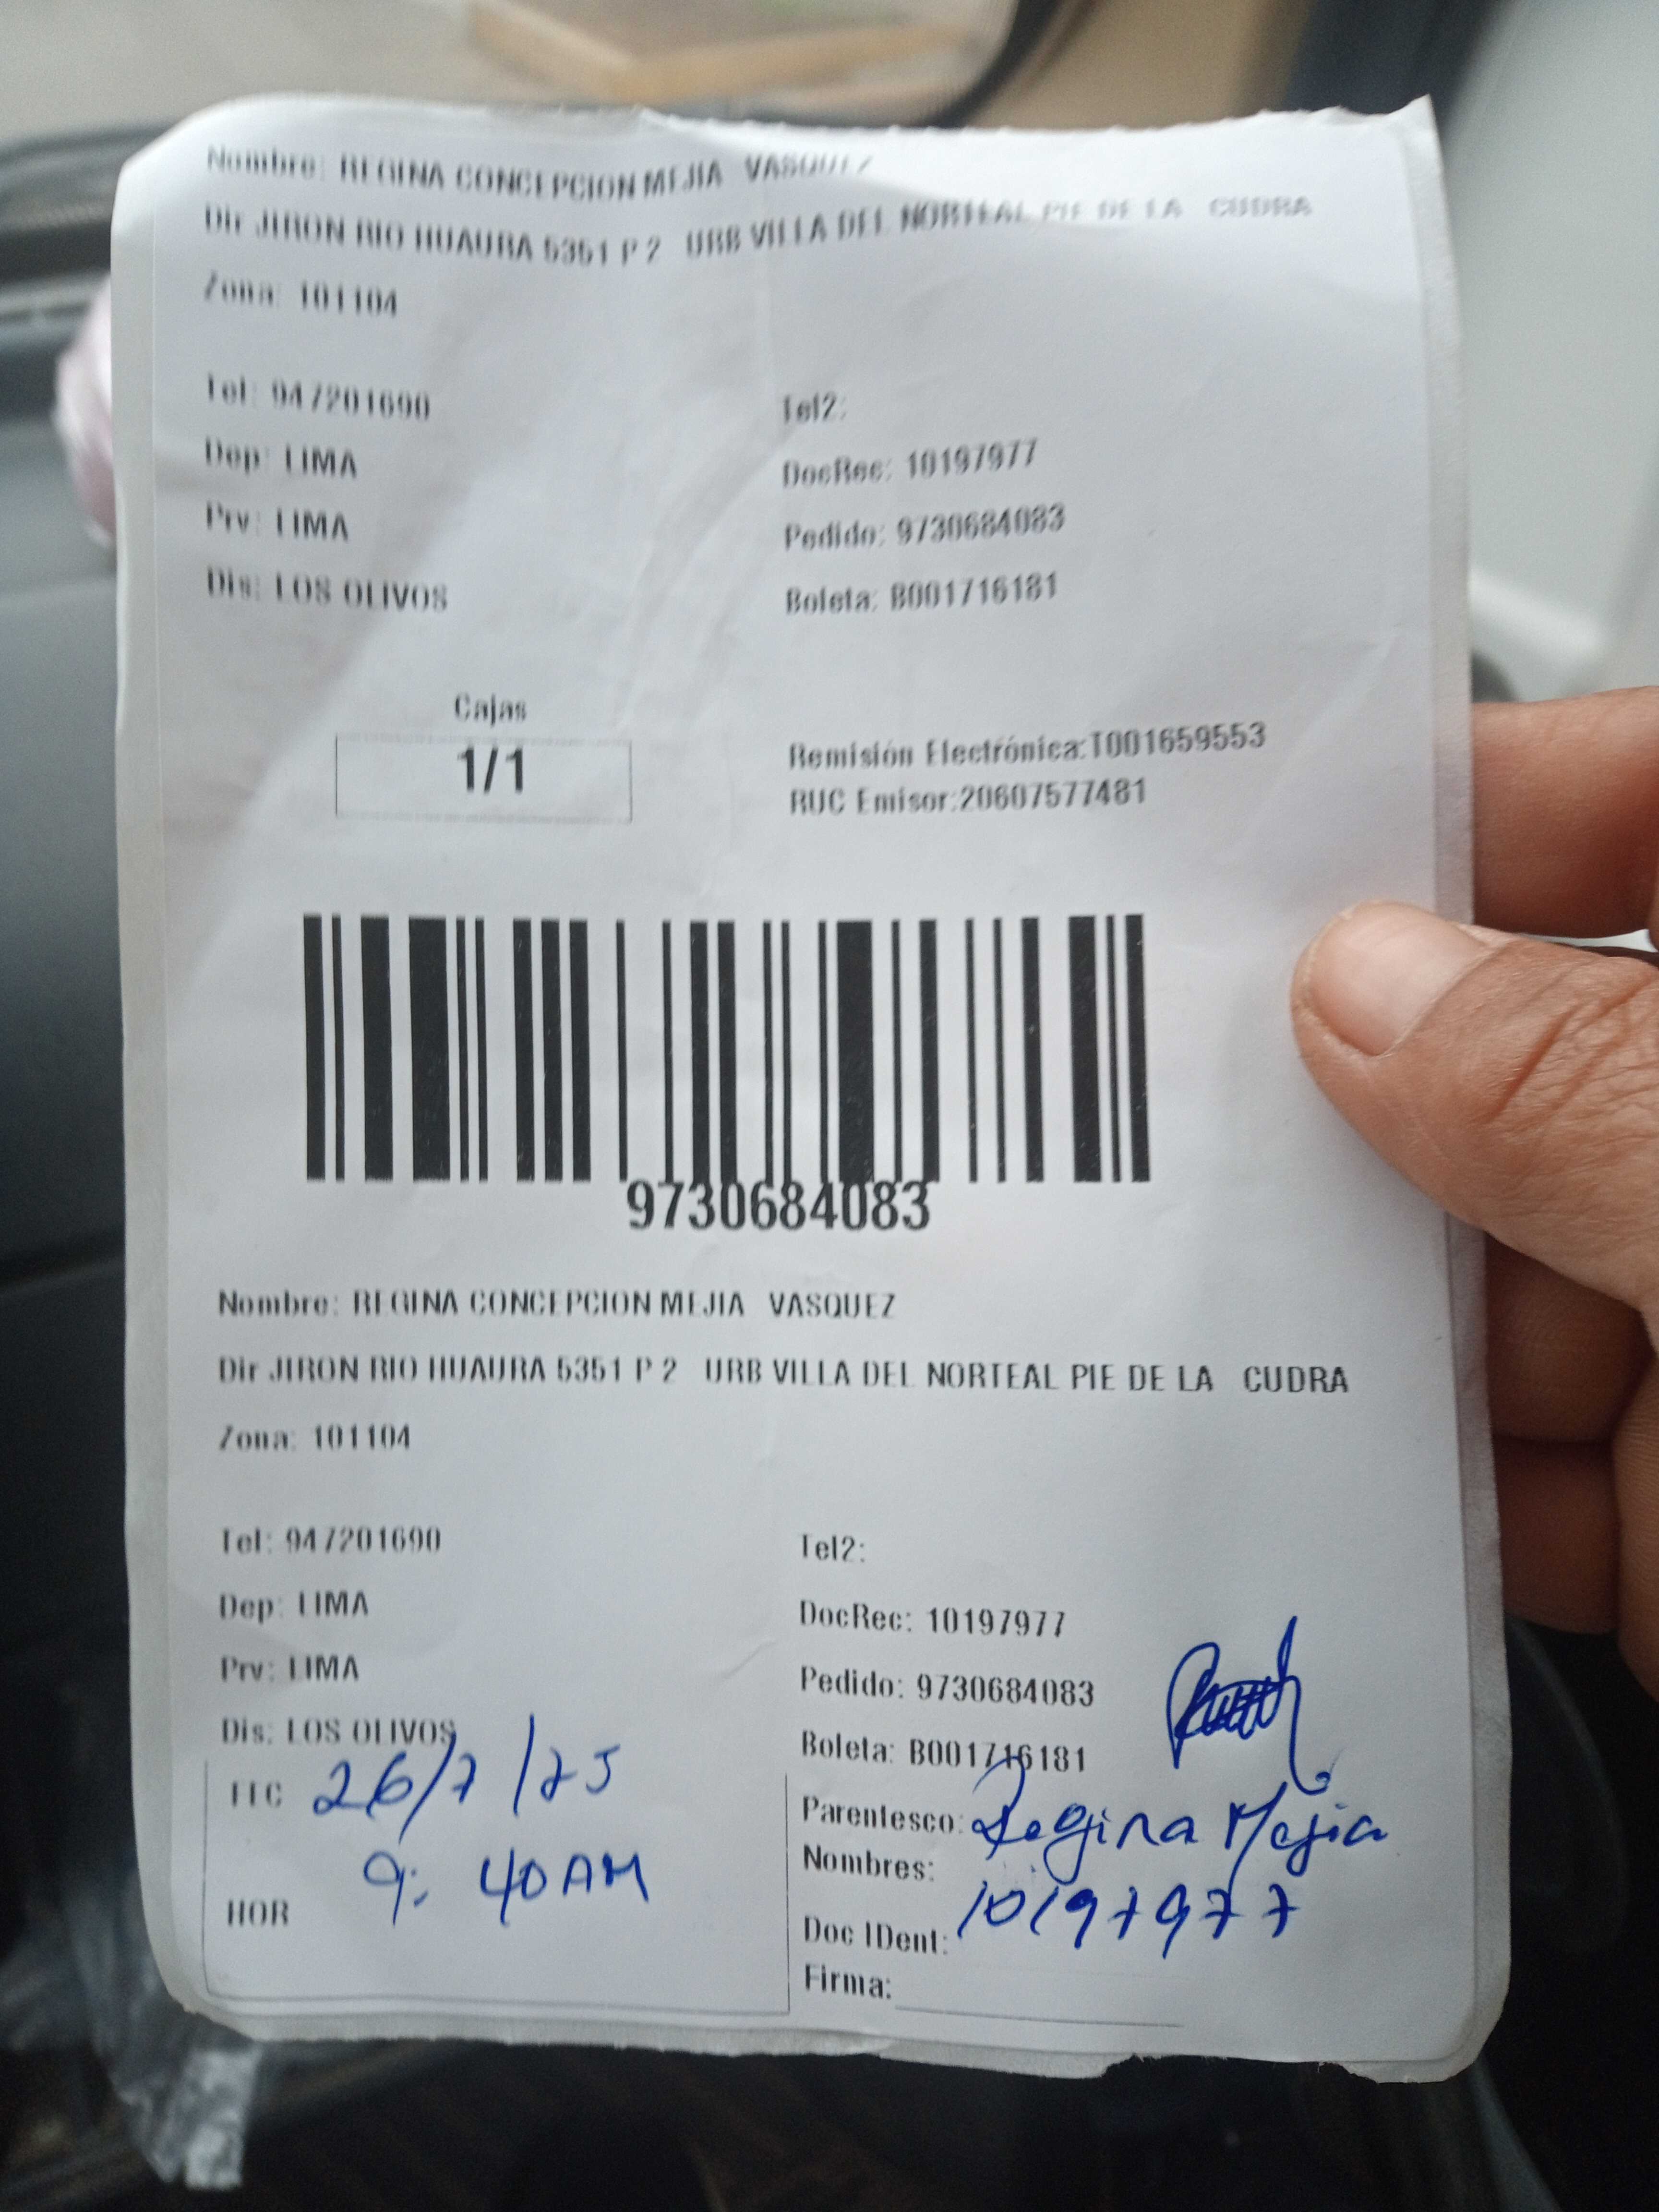 Nombre: REGINA CONCEPCION MEJIA VASQUEZ
Dir JIRON RIO HUAURA 5351 P 2 URB VILLA DEL NORTEAL PIE DE LA CUDRA
Zona: 101104
Tel: 947201690 Tel2:
Dep: LIMA DocRec: 10197977
Prv: LIMA Pedido: 9730684083
Dis: LOS OLIVOS Boleta: B001716181
Cajas
1/1
Remisión Electrónica:T001659553
RUC Emisor:20607577481
9730684083
Nombre: REGINA CONCEPCION MEJIA VASQUEZ
Dir JIRON RIO HUAURA 5351 P 2 URB VILLA DEL NORTEAL PIE DE LA CUDRA
Zona: 101104
Tel: 947201690 Tel2:
Dep: LIMA DocRec: 10197977
Prv: LIMA Pedido: 9730684083
Dis: LOS OLIVOS Boleta: B001716181
FEC 26/7/25 Parentesco: Regina Mejia
Nombres:
HOR 9:40 AM Doc IDent: 10197977
Firma: